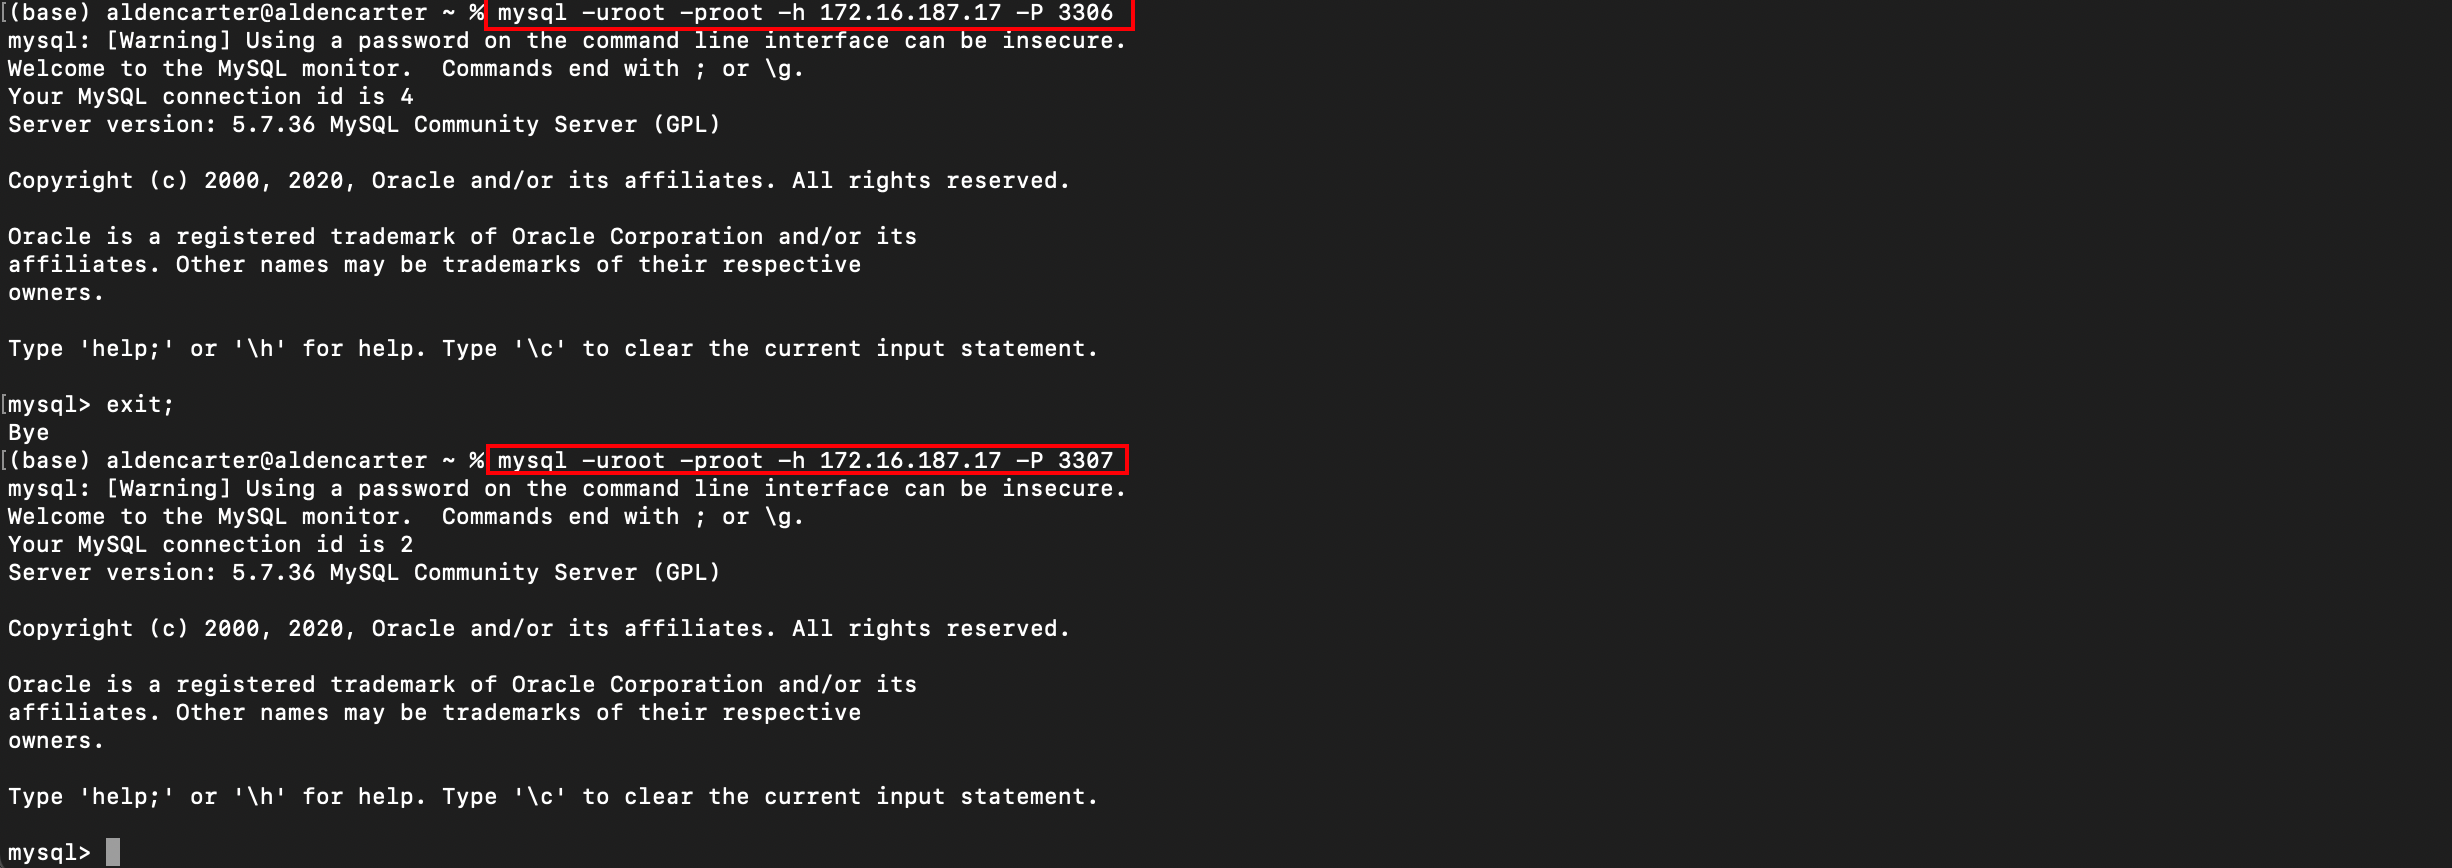 [(base) aldencarter@aldencarter ~ % mysql -uroot -proot -h 172.16.187.17 -P 3306
mysql: [Warning] Using a password on the command line interface can be insecure.
Welcome to the MySQL monitor.  Commands end with ; or \g.
Your MySQL connection id is 4
Server version: 5.7.36 MySQL Community Server (GPL)

Copyright (c) 2000, 2020, Oracle and/or its affiliates. All rights reserved.

Oracle is a registered trademark of Oracle Corporation and/or its
affiliates. Other names may be trademarks of their respective
owners.

Type 'help;' or '\h' for help. Type '\c' to clear the current input statement.

[mysql> exit;
Bye
[(base) aldencarter@aldencarter ~ % mysql -uroot -proot -h 172.16.187.17 -P 3307
mysql: [Warning] Using a password on the command line interface can be insecure.
Welcome to the MySQL monitor.  Commands end with ; or \g.
Your MySQL connection id is 2
Server version: 5.7.36 MySQL Community Server (GPL)

Copyright (c) 2000, 2020, Oracle and/or its affiliates. All rights reserved.

Oracle is a registered trademark of Oracle Corporation and/or its
affiliates. Other names may be trademarks of their respective
owners.

Type 'help;' or '\h' for help. Type '\c' to clear the current input statement.

mysql>